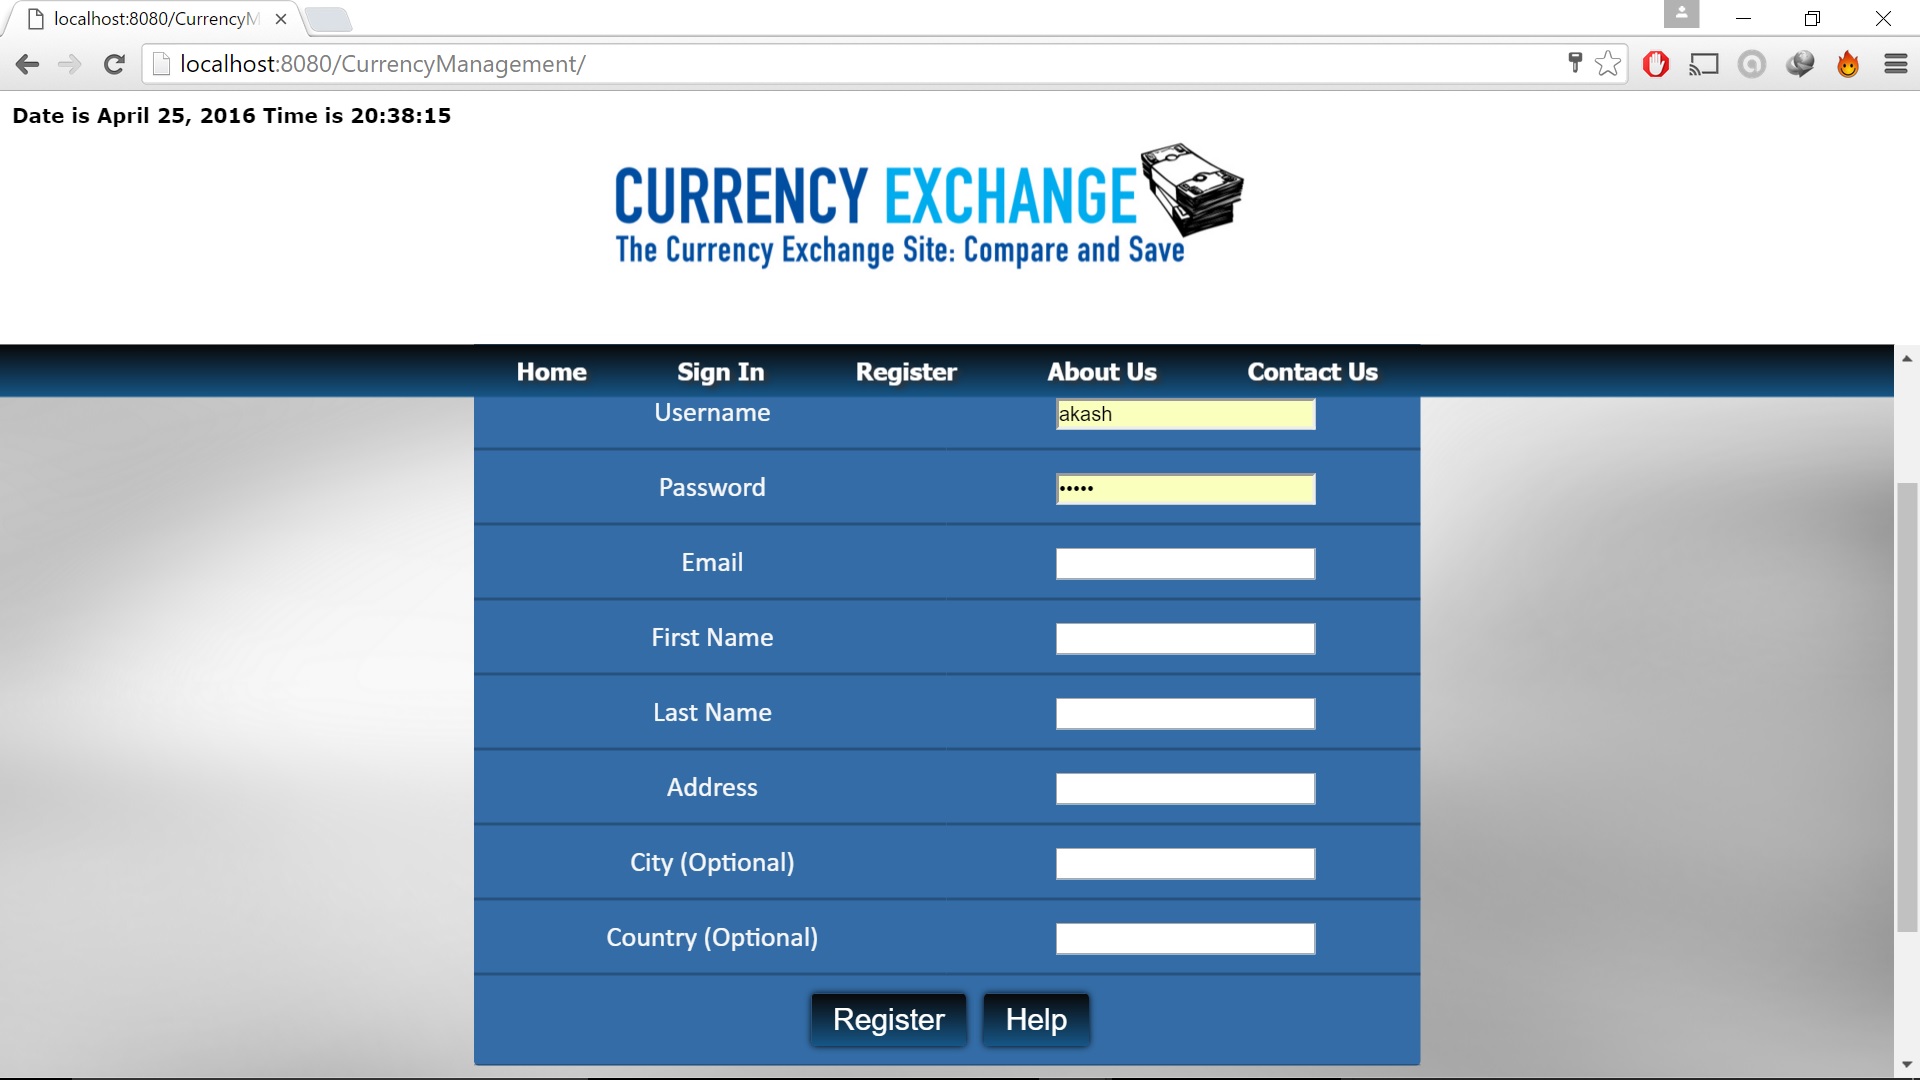 localhost:8080/CurrencyM
localhost:8080/CurrencyManagement/
Date is April 25, 2016 Time is 20:38:15
CURRENCY EXCHANGE
The Currency Exchange Site: Compare and Save
Home Sign In Register About Us Contact Us
Username akash
Password •••••
Email
First Name
Last Name
Address
City (Optional)
Country (Optional)
Register Help